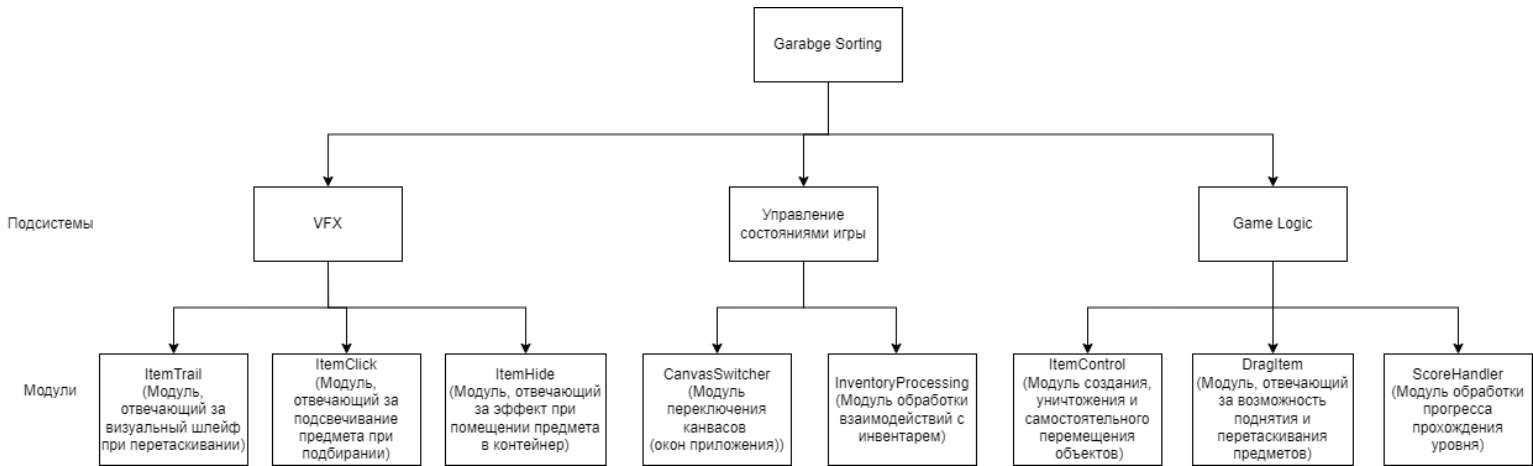 Garabge Sorting
Подсистемы
VFX
Управление
состояниями игры
Game Logic
Модули
ItemTrail
(Модуль,
отвечающий за
визуальный шлейф
при перетаскивании)
ItemClick
(Модуль,
отвечающий за
подсвечивание
предмета при
подбирании)
ItemHide
(Модуль, отвечающий
за эффект при
помещении предмета
в контейнер)
CanvasSwitcher
(Модуль
переключения
канвасов
(окон приложения))
InventoryProcessing
(Модуль обработки
взаимодействий с
инвентарем)
ItemControl
(Модуль создания,
уничтожения и
самостоятельного
перемещения
объектов)
DragItem
(Модуль, отвечающий
за возможность
поднятия и
перетаскивания
предметов)
ScoreHandler
(Модуль обработки
прогресса
прохождения
уровня)